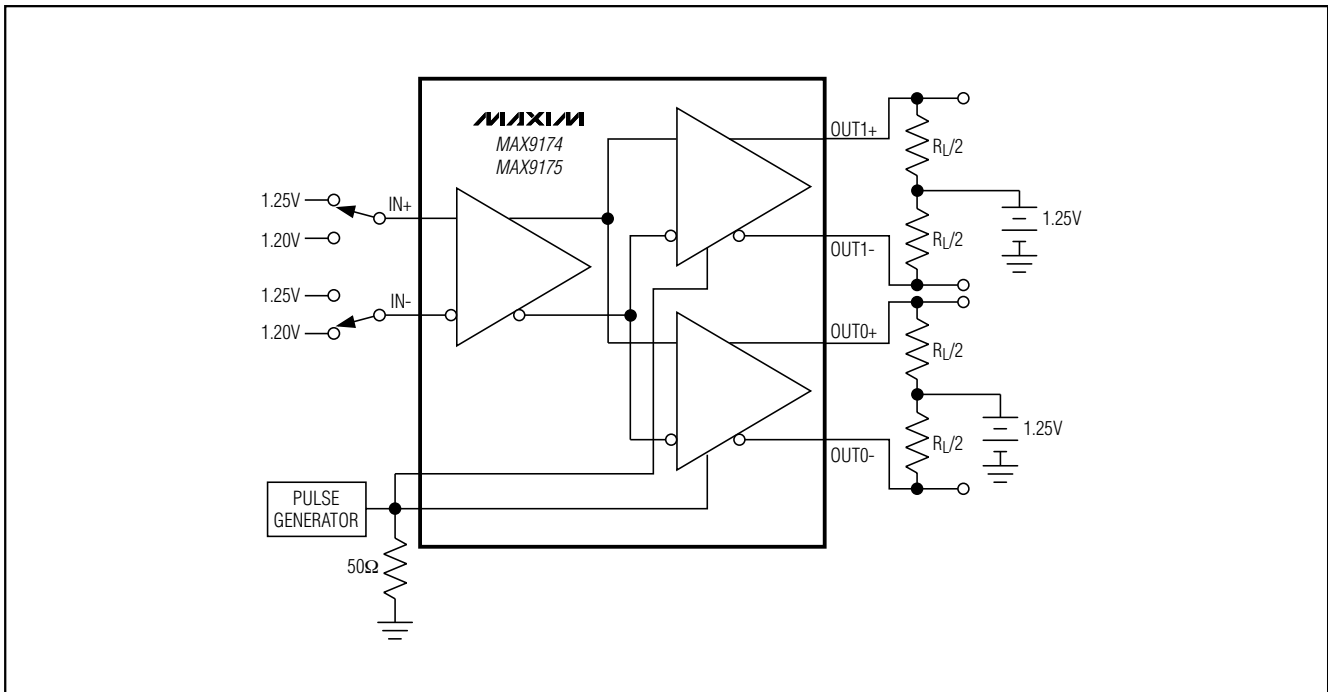 MAXIM
MAX9174
MAX9175
1.25V
IN+
1.20V
1.25V
IN-
1.20V
OUT1+
RL/2
1.25V
RL/2
OUT1-
OUT0+
RL/2
1.25V
RL/2
OUT0-
PULSE
GENERATOR
50Ω